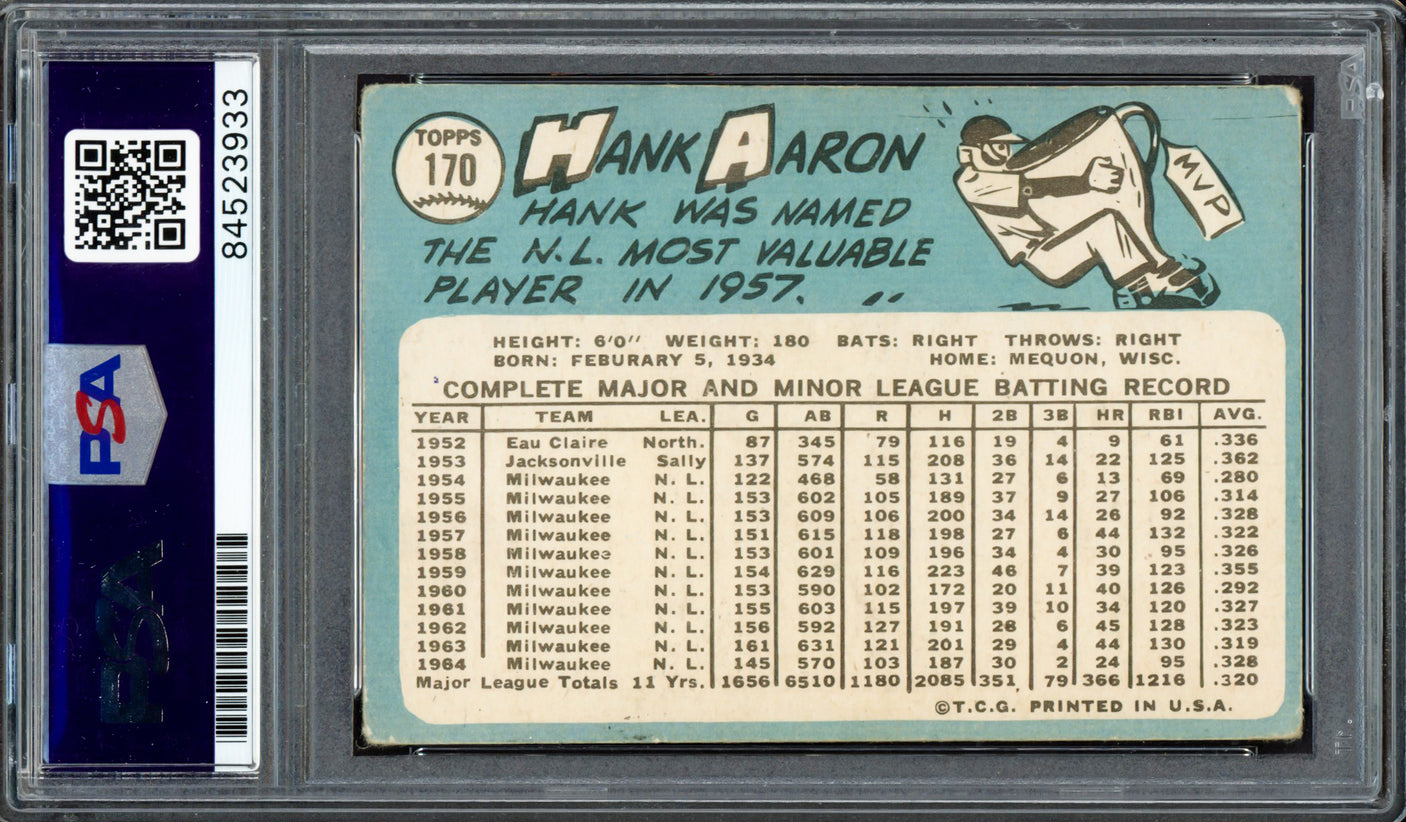 84523933
PSA
PSA
TOPPS
170
HANK AARON
HANK WAS NAMED
THE N.L. MOST VALUABLE
PLAYER IN 1957.
MVP
HEIGHT: 6'0" WEIGHT: 180 BATS: RIGHT THROWS: RIGHT
BORN: FEBURARY 5, 1934 HOME: MEQUON, WISC.
COMPLETE MAJOR AND MINOR LEAGUE BATTING RECORD
YEAR TEAM LEA. G AB R H 2B 3B HR RBI AVG.
1952 Eau Claire North. 87 345 79 116 19 4 9 61 .336
1953 Jacksonville Sally 137 574 115 208 36 14 22 125 .362
1954 Milwaukee N. L. 122 468 58 131 27 6 13 69 .280
1955 Milwaukee N. L. 153 602 105 189 37 9 27 106 .314
1956 Milwaukee N. L. 153 609 106 200 34 14 26 92 .328
1957 Milwaukee N. L. 151 615 118 198 27 6 44 132 .322
1958 Milwaukee N. L. 153 601 109 196 34 4 30 95 .326
1959 Milwaukee N. L. 154 629 116 223 46 7 39 123 .355
1960 Milwaukee N. L. 153 590 102 172 20 11 40 126 .292
1961 Milwaukee N. L. 155 603 115 197 39 10 34 120 .327
1962 Milwaukee N. L. 156 592 127 191 28 6 45 128 .323
1963 Milwaukee N. L. 161 631 121 201 29 4 44 130 .319
1964 Milwaukee N. L. 145 570 103 187 30 2 24 95 .328
Major League Totals 11 Yrs. 1656 6510 1180 2085 351 79 366 1216 .320
©T.C.G. PRINTED IN U.S.A.
PSA